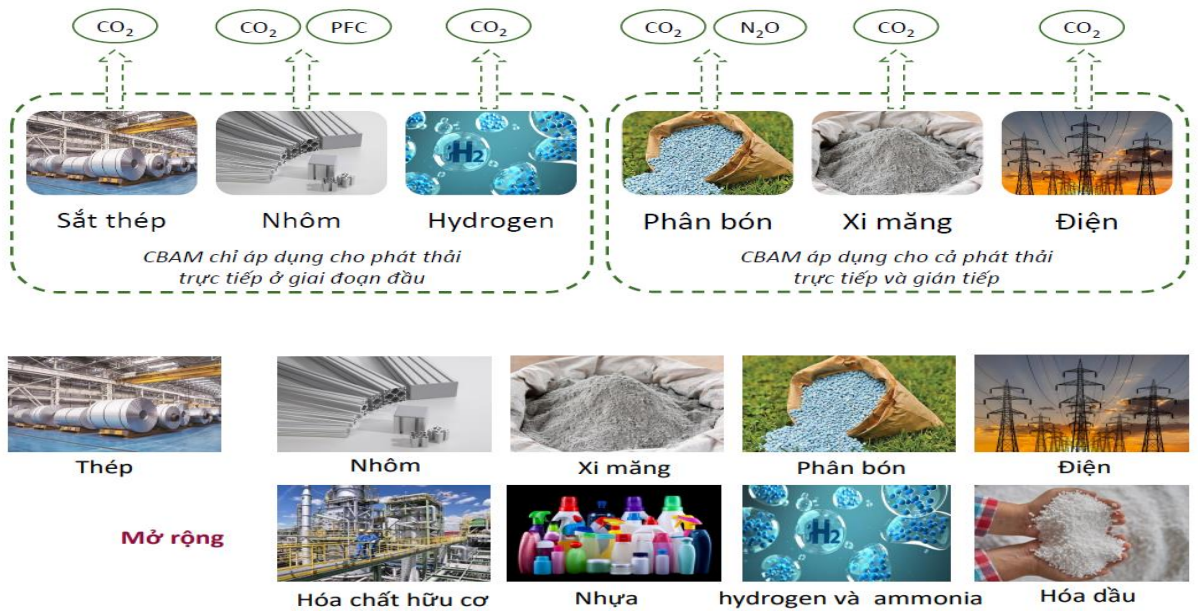 CO₂
CO₂
PFC
CO₂
CO₂
N₂O
CO₂
CO₂
H₂
Sắt thép
Nhôm
Hydrogen
Phân bón
Xi măng
Điện
CBAM chỉ áp dụng cho phát thải
trực tiếp ở giai đoạn đầu
CBAM áp dụng cho cả phát thải
trực tiếp và gián tiếp
Thép
Nhôm
Xi măng
Phân bón
Điện
Mở rộng
H₂
Hóa chất hữu cơ
Nhựa
hydrogen và ammonia
Hóa dầu